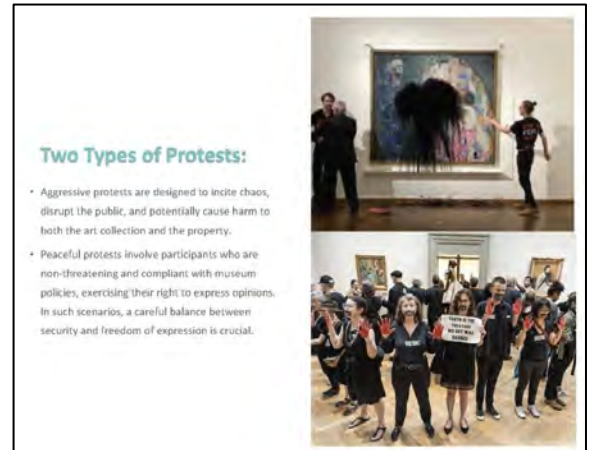 Two Types of Protests:
• Aggressive protests are designed to incite chaos,
disrupt the public, and potentially cause harm to
both the art collection and the property.
• Peaceful protests involve participants who are
non-threatening and compliant with museum
policies, exercising their right to express opinions.
In such scenarios, a careful balance between
security and freedom of expression is crucial.